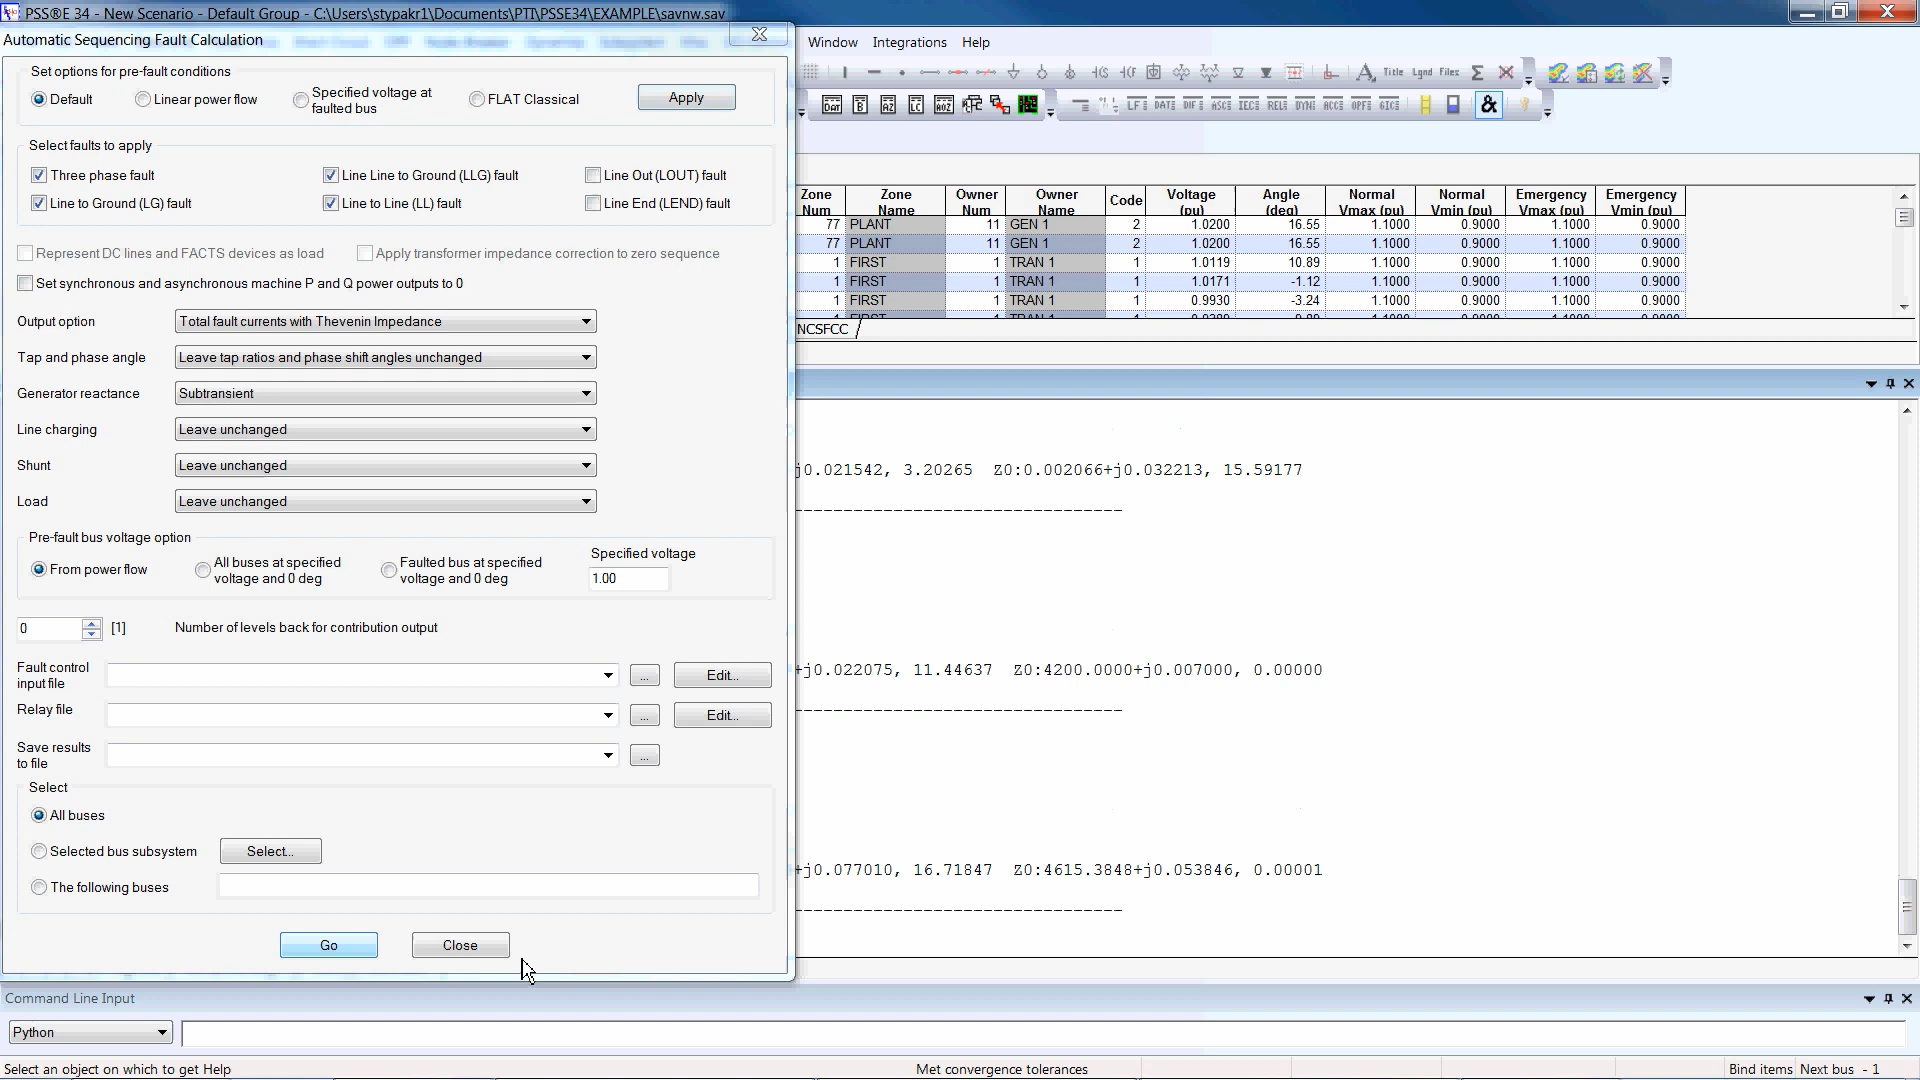 PSS®E 34 - New Scenario - Default Group - C:\Users\stypakr1\Documents\PTI\PSSE34\EXAMPLE\savnw.sav
Automatic Sequencing Fault Calculation
Window Integrations Help
Set options for pre-fault conditions
Default
Linear power flow
Specified voltage at
faulted bus
FLAT Classical
Apply
Title Lgnd Files
Select faults to apply
Three phase fault
Line Line to Ground (LLG) fault
Line Out (LOUT) fault
Line to Ground (LG) fault
Line to Line (LL) fault
Line End (LEND) fault
Represent DC lines and FACTS devices as load
Apply transformer impedance correction to zero sequence
Set synchronous and asynchronous machine P and Q power outputs to 0
Output option Total fault currents with Thevenin Impedance
Tap and phase angle Leave tap ratios and phase shift angles unchanged
Generator reactance Subtransient
Line charging Leave unchanged
Shunt Leave unchanged
Load Leave unchanged
Pre-fault bus voltage option
From power flow
All buses at specified
voltage and 0 deg
Faulted bus at specified
voltage and 0 deg
Specified voltage
1.00
0 [1] Number of levels back for contribution output
Fault control
input file
... Edit...
Relay file
... Edit...
Save results
to file
...
Select
All buses
Selected bus subsystem Select...
The following buses
Go Close
Zone Zone Owner Owner Code Voltage Angle Normal Normal Emergency Emergency
Num Name Num Name (pu) (deg) Vmax (pu) Vmin (pu) Vmax (pu) Vmin (pu)
77 PLANT 11 GEN 1 2 1.0200 16.55 1.1000 0.9000 1.1000 0.9000
77 PLANT 11 GEN 1 2 1.0200 16.55 1.1000 0.9000 1.1000 0.9000
1 FIRST 1 TRAN 1 1 1.0119 10.89 1.1000 0.9000 1.1000 0.9000
1 FIRST 1 TRAN 1 1 1.0171 -1.12 1.1000 0.9000 1.1000 0.9000
1 FIRST 1 TRAN 1 1 0.9930 -3.24 1.1000 0.9000 1.1000 0.9000
NCSFCC
j0.021542, 3.20265 Z0:0.002066+j0.032213, 15.59177
----------------------------------
+j0.022075, 11.44637 Z0:4200.0000+j0.007000, 0.00000
----------------------------------
+j0.077010, 16.71847 Z0:4615.3848+j0.053846, 0.00001
----------------------------------
Command Line Input
Python
Select an object on which to get Help
Met convergence tolerances
Bind items Next bus - 1